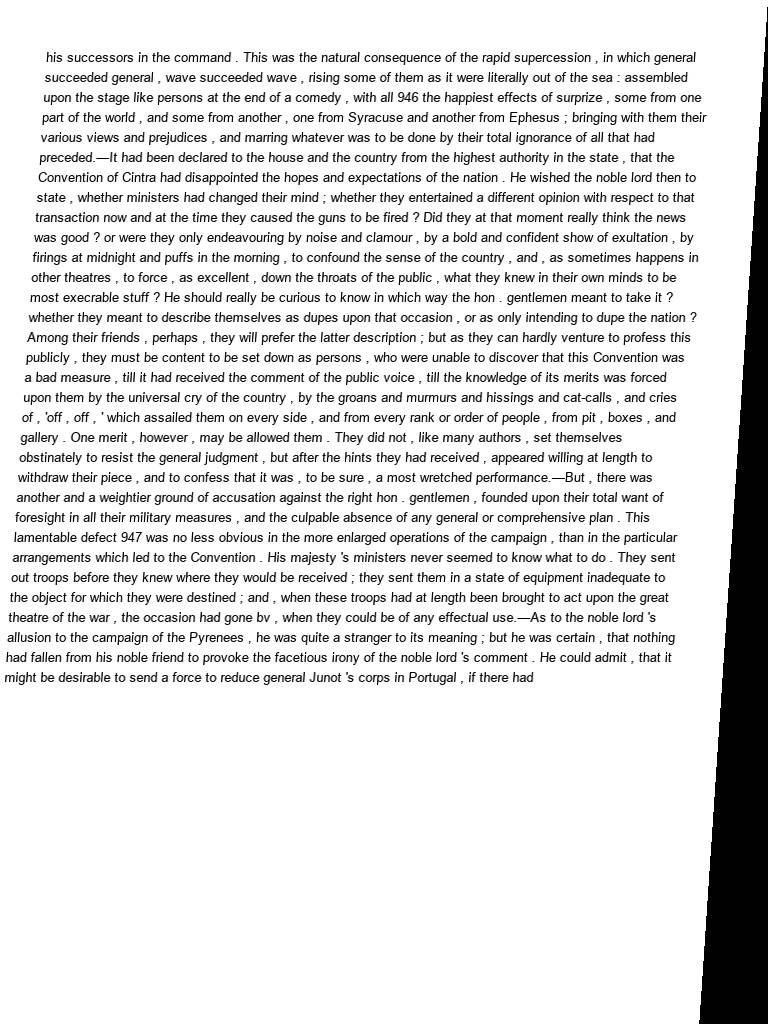 his successors in the command . This was the natural consequence of the rapid supercession , in which general
succeeded general , wave succeeded wave , rising some of them as it were literally out of the sea : assembled
upon the stage like persons at the end of a comedy , with all 946 the happiest effects of surprize , some from one
part of the world , and some from another , one from Syracuse and another from Ephesus ; bringing with them their
various views and prejudices , and marring whatever was to be done by their total ignorance of all that had
preceded.—It had been declared to the house and the country from the highest authority in the state , that the
Convention of Cintra had disappointed the hopes and expectations of the nation . He wished the noble lord then to
state , whether ministers had changed their mind ; whether they entertained a different opinion with respect to that
transaction now and at the time they caused the guns to be fired ? Did they at that moment really think the news
was good ? or were they only endeavouring by noise and clamour , by a bold and confident show of exultation , by
firings at midnight and puffs in the morning , to confound the sense of the country , and , as sometimes happens in
other theatres , to force , as excellent , down the throats of the public , what they knew in their own minds to be
most execrable stuff ? He should really be curious to know in which way the hon . gentlemen meant to take it ?
whether they meant to describe themselves as dupes upon that occasion , or as only intending to dupe the nation ?
Among their friends , perhaps , they will prefer the latter description ; but as they can hardly venture to profess this
publicly , they must be content to be set down as persons , who were unable to discover that this Convention was
a bad measure , till it had received the comment of the public voice , till the knowledge of its merits was forced
upon them by the universal cry of the country , by the groans and murmurs and hissings and cat-calls , and cries
of , 'off , off , ' which assailed them on every side , and from every rank or order of people , from pit , boxes , and
gallery . One merit , however , may be allowed them . They did not , like many authors , set themselves
obstinately to resist the general judgment , but after the hints they had received , appeared willing at length to
withdraw their piece , and to confess that it was , to be sure , a most wretched performance.—But , there was
another and a weightier ground of accusation against the right hon . gentlemen , founded upon their total want of
foresight in all their military measures , and the culpable absence of any general or comprehensive plan . This
lamentable defect 947 was no less obvious in the more enlarged operations of the campaign , than in the particular
arrangements which led to the Convention . His majesty 's ministers never seemed to know what to do . They sent
out troops before they knew where they would be received ; they sent them in a state of equipment inadequate to
the object for which they were destined ; and , when these troops had at length been brought to act upon the great
theatre of the war , the occasion had gone bv , when they could be of any effectual use.—As to the noble lord 's
allusion to the campaign of the Pyrenees , he was quite a stranger to its meaning ; but he was certain , that nothing
had fallen from his noble friend to provoke the facetious irony of the noble lord 's comment . He could admit , that it
might be desirable to send a force to reduce general Junot 's corps in Portugal , if there had